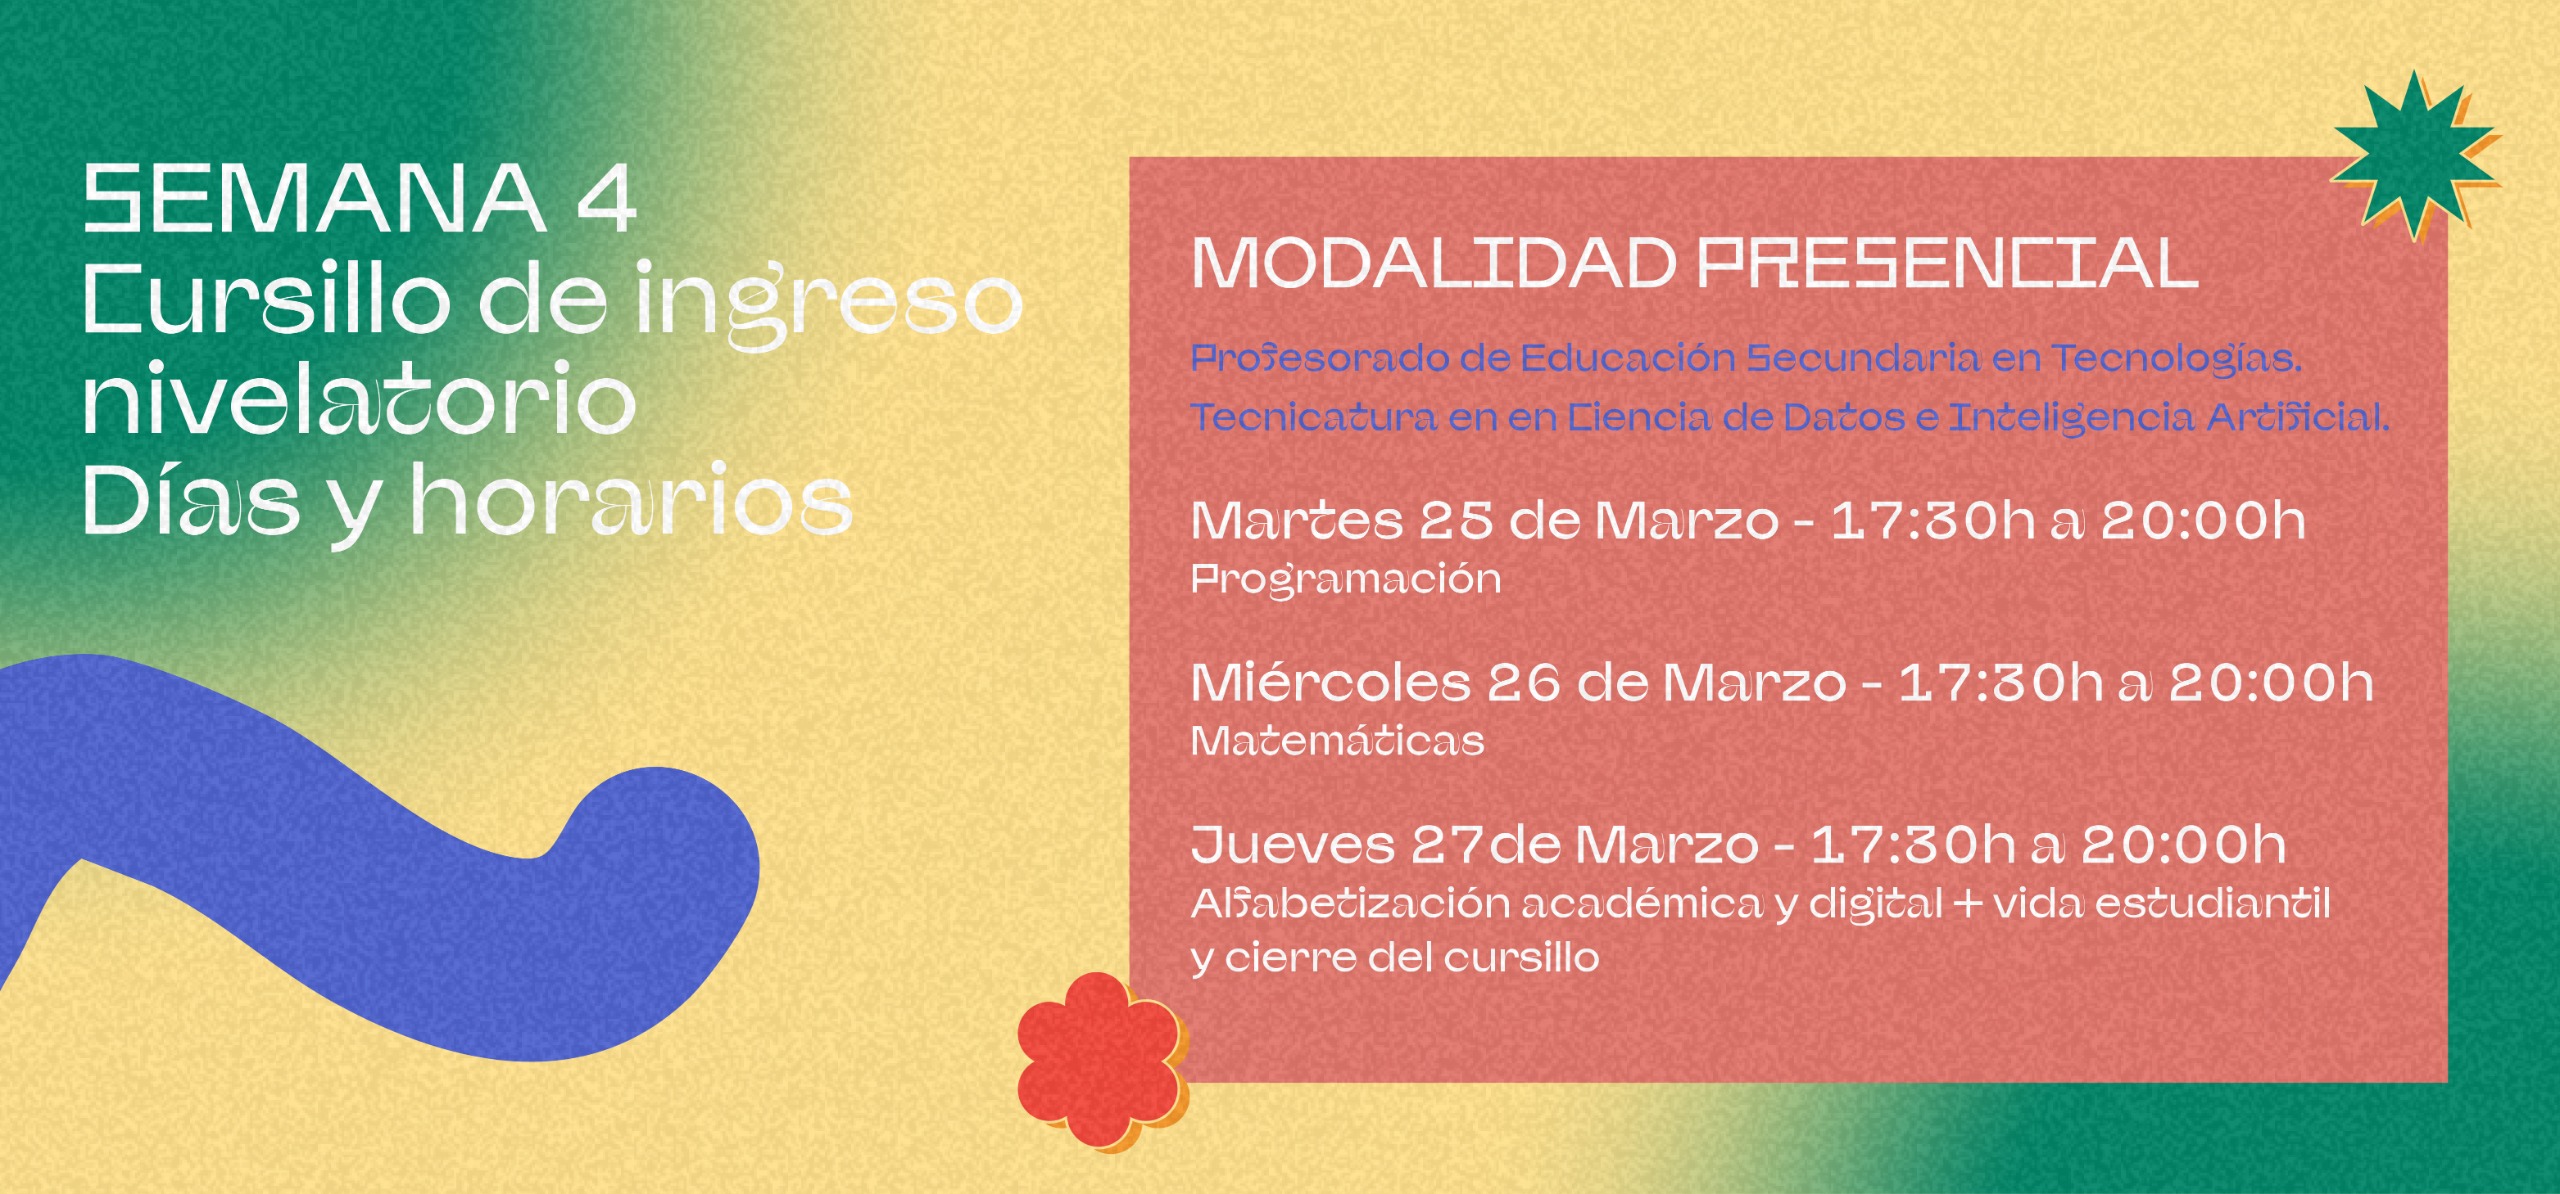 SEMANA 4
Cursillo de ingreso
nivelatorio
Días y horarios
MODALIDAD PRESENCIAL
Profesorado de Educación Secundaria en Tecnologías.
Tecnicatura en en Ciencia de Datos e Inteligencia Artificial.
Martes 25 de Marzo - 17:30h a 20:00h
Programación
Miércoles 26 de Marzo - 17:30h a 20:00h
Matemáticas
Jueves 27de Marzo - 17:30h a 20:00h
Alfabetización académica y digital + vida estudiantil
y cierre del cursillo